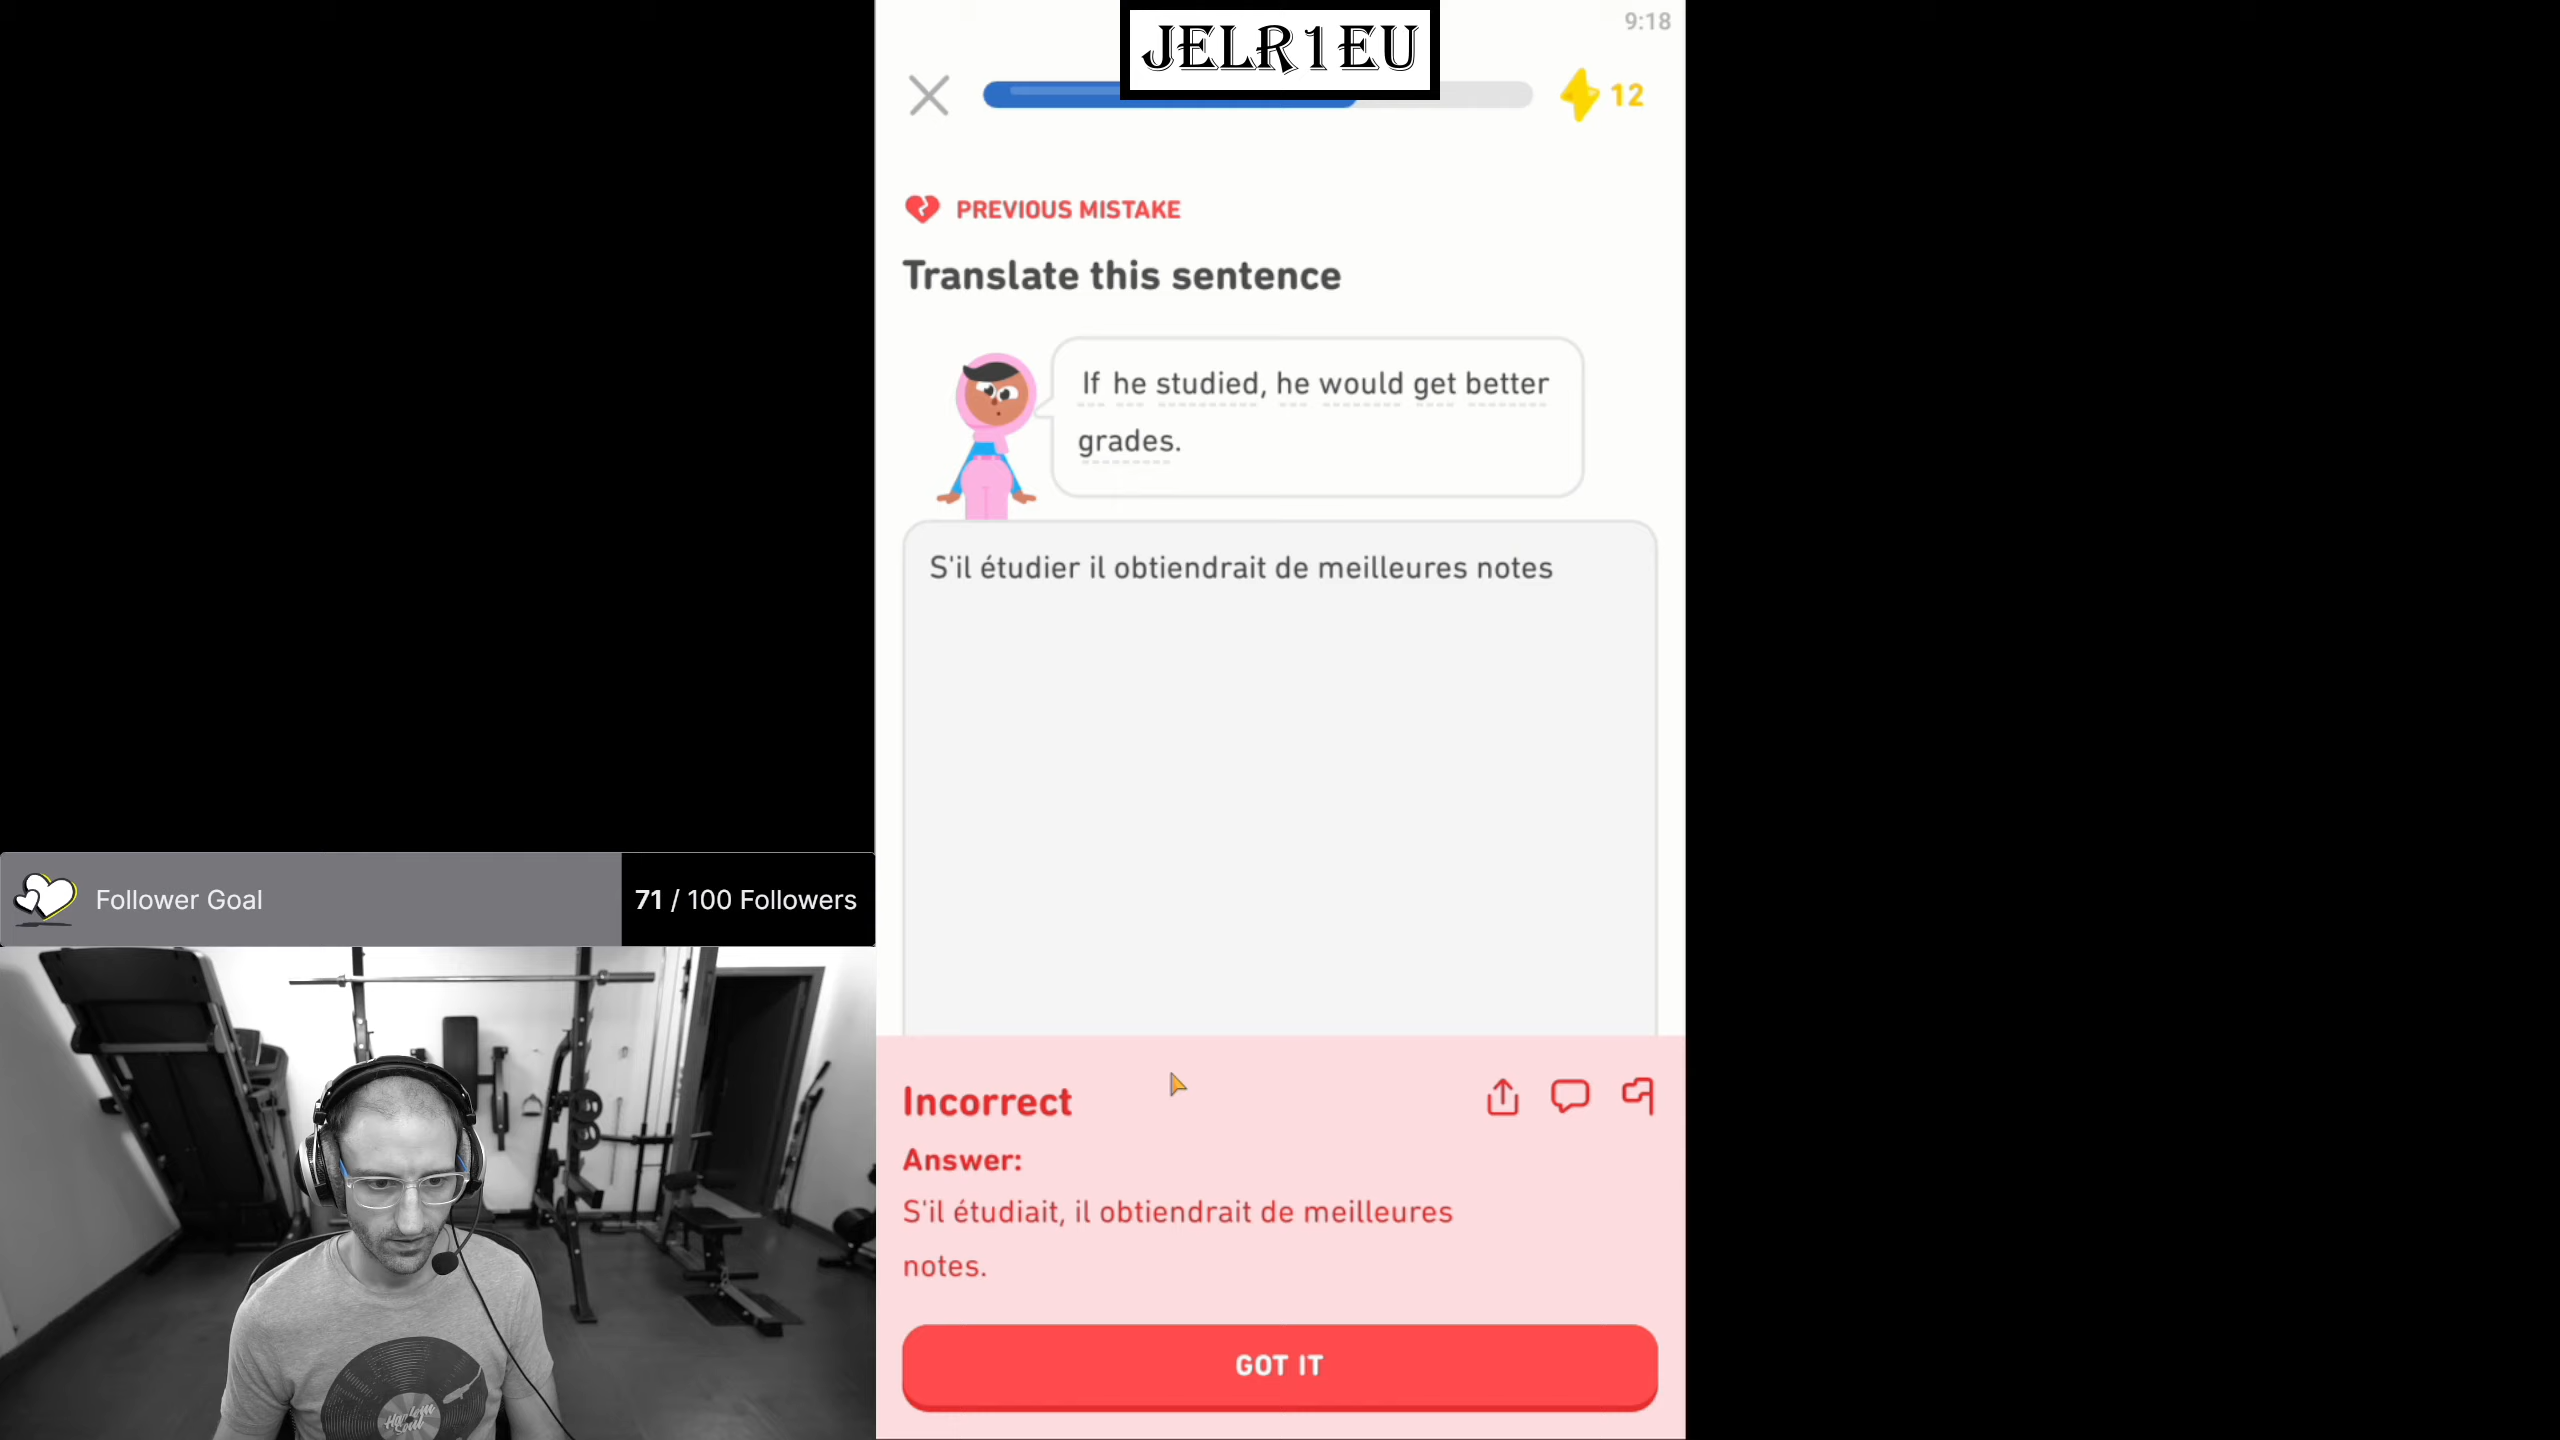 JELR1EU
9:18
12
PREVIOUS MISTAKE
Translate this sentence
If he studied, he would get better
grades.
S'il étudier il obtiendrait de meilleures notes
Follower Goal
71 / 100 Followers
Incorrect
Answer:
S'il étudiait, il obtiendrait de meilleures
notes.
GOT IT
Harlem
Soul